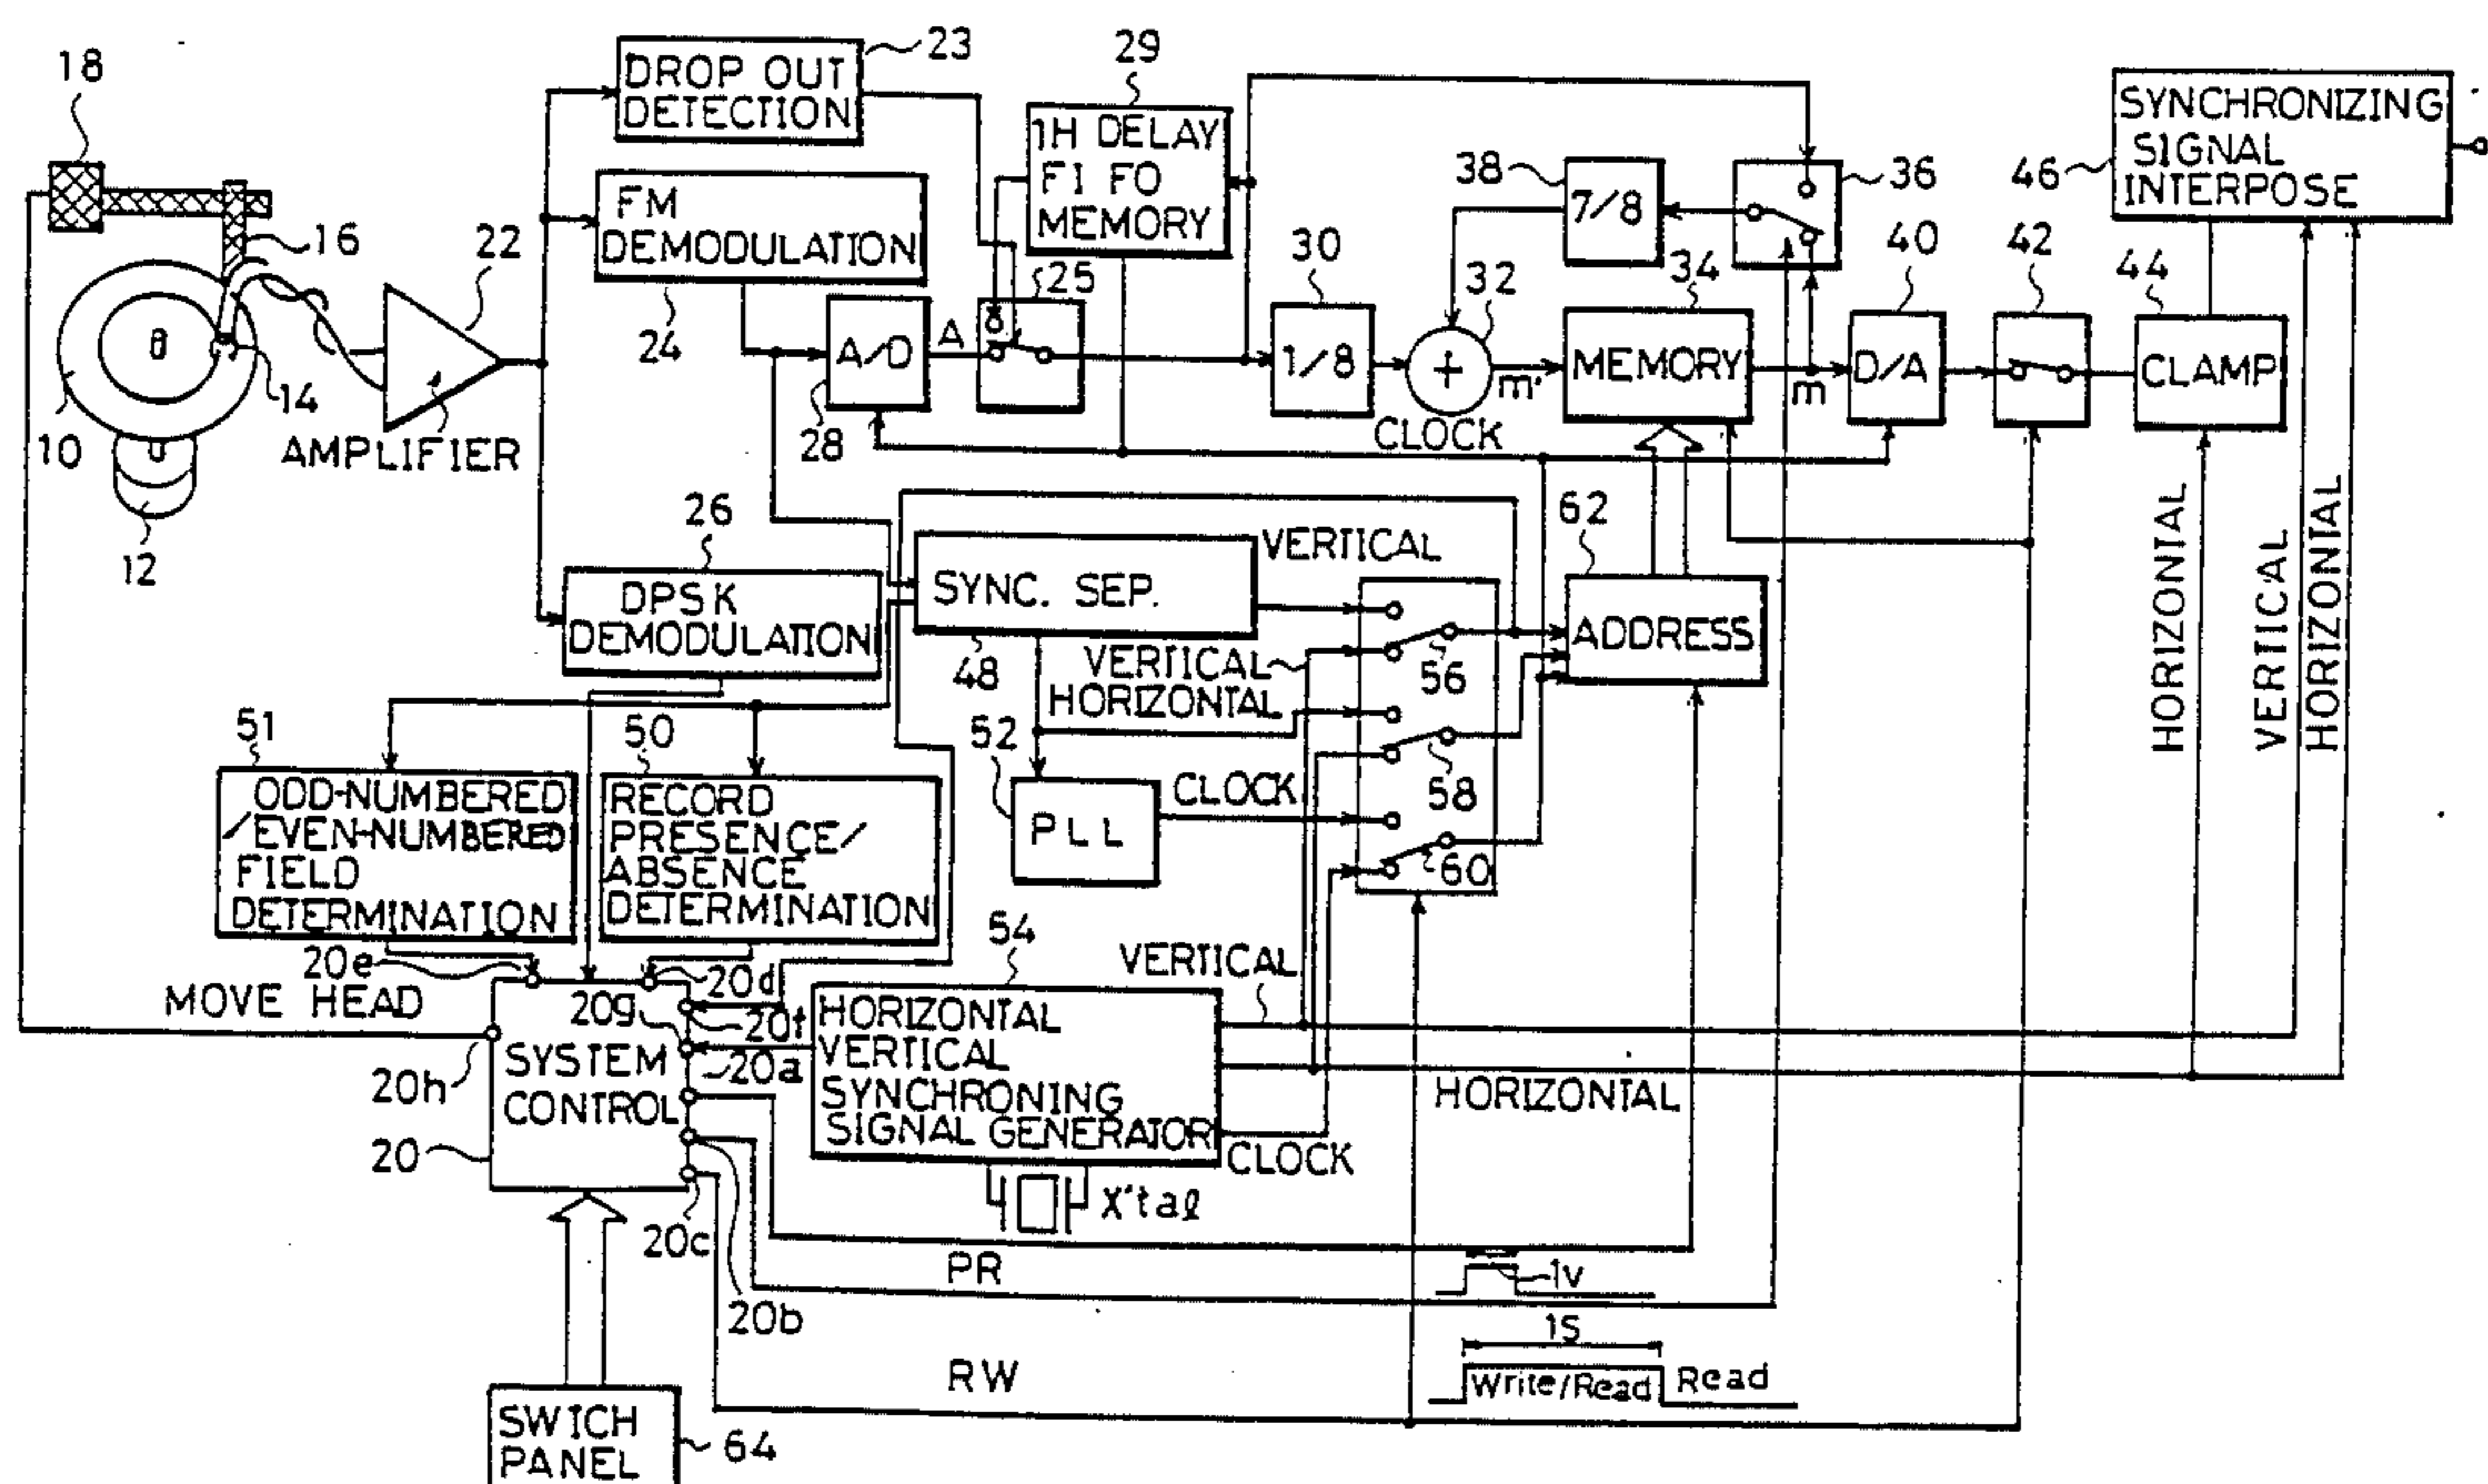 18
DROP OUT
DETECTION
23
29
1H DELAY
FI FO
MEMORY
SYNCHRONIZING
SIGNAL
INTERPOSE
46
38
7/8
36
FM
DEMODULATION
24
16
22
25
30
32
34
40
42
44
10
14
AMPLIFIER
A/D
28
A
1/8
+
m'
MEMORY
m
D/A
CLAMP
CLOCK
12
26
DPSK
DEMODULATION
SYNC. SEP.
48
VERTICAL
62
ADDRESS
VERTICAL
HORIZONTAL
56
58
60
HORIZONTAL
VERTICAL
HORIZONTAL
51
ODD-NUMBERED
/EVEN-NUMBERED
FIELD
DETERMINATION
50
RECORD
PRESENCE/
ABSENCE
DETERMINATION
52
PLL
CLOCK
54
VERTICAL
20e
20d
MOVE HEAD
20g
20f
20a
20h
SYSTEM
CONTROL
20
20c
20b
HORIZONTAL
VERTICAL
SYNCHRONING
SIGNAL GENERATOR
HORIZONTAL
CLOCK
X'tal
PR
1v
1S
RW
Write/Read
Read
SWICH
PANEL
64